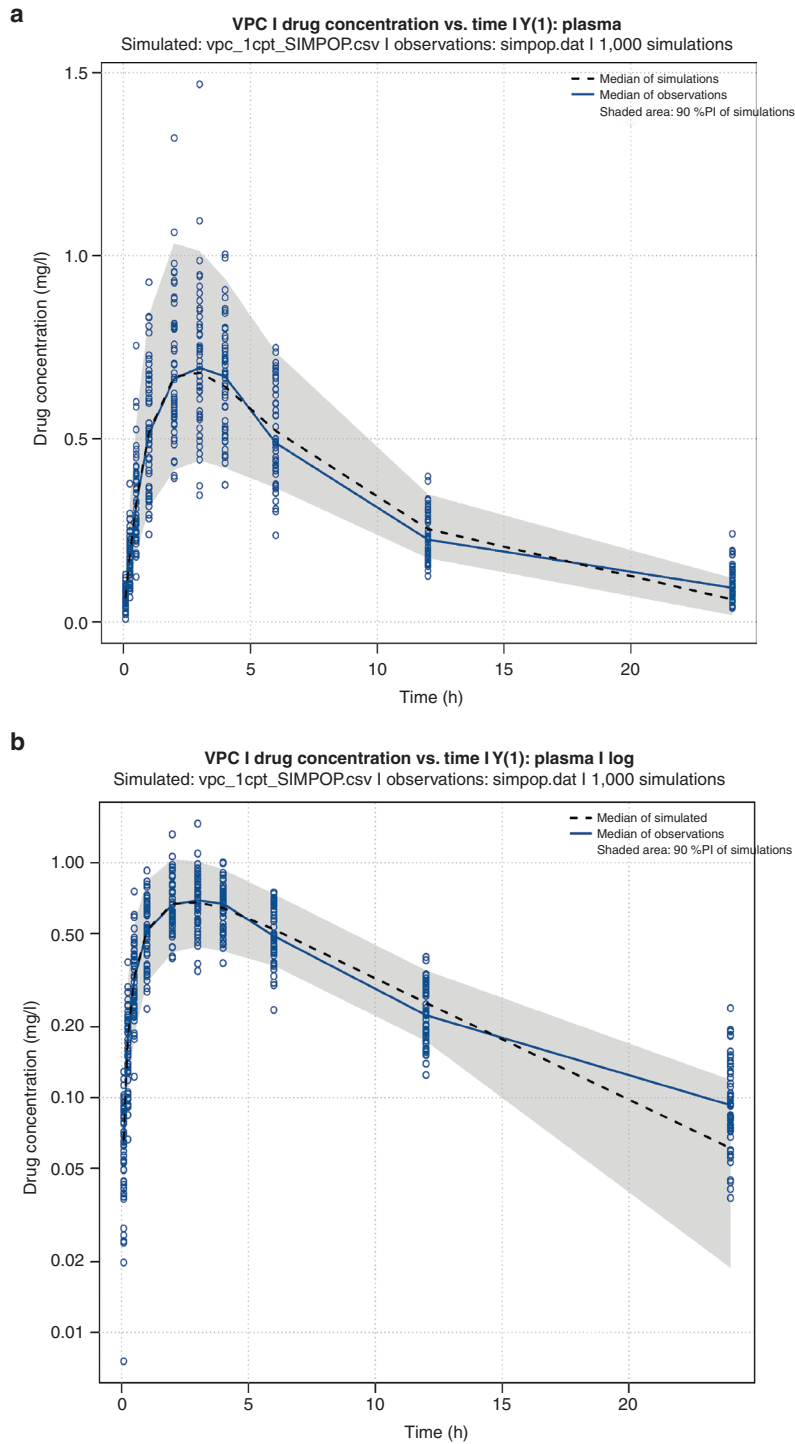 a
VPC I drug concentration vs. time I Y(1): plasma
Simulated: vpc_1cpt_SIMPOP.csv I observations: simpop.dat I 1,000 simulations
Median of simulations
Median of observations
Shaded area: 90 %PI of simulations
Drug concentration (mg/l)
1.5
1.0
0.5
0.0
0 5 10 15 20
Time (h)
b
VPC I drug concentration vs. time I Y(1): plasma I log
Simulated: vpc_1cpt_SIMPOP.csv I observations: simpop.dat I 1,000 simulations
Median of simulated
Median of observations
Shaded area: 90 %PI of simulations
Drug concentration (mg/l)
1.00
0.50
0.20
0.10
0.05
0.02
0.01
0 5 10 15 20
Time (h)